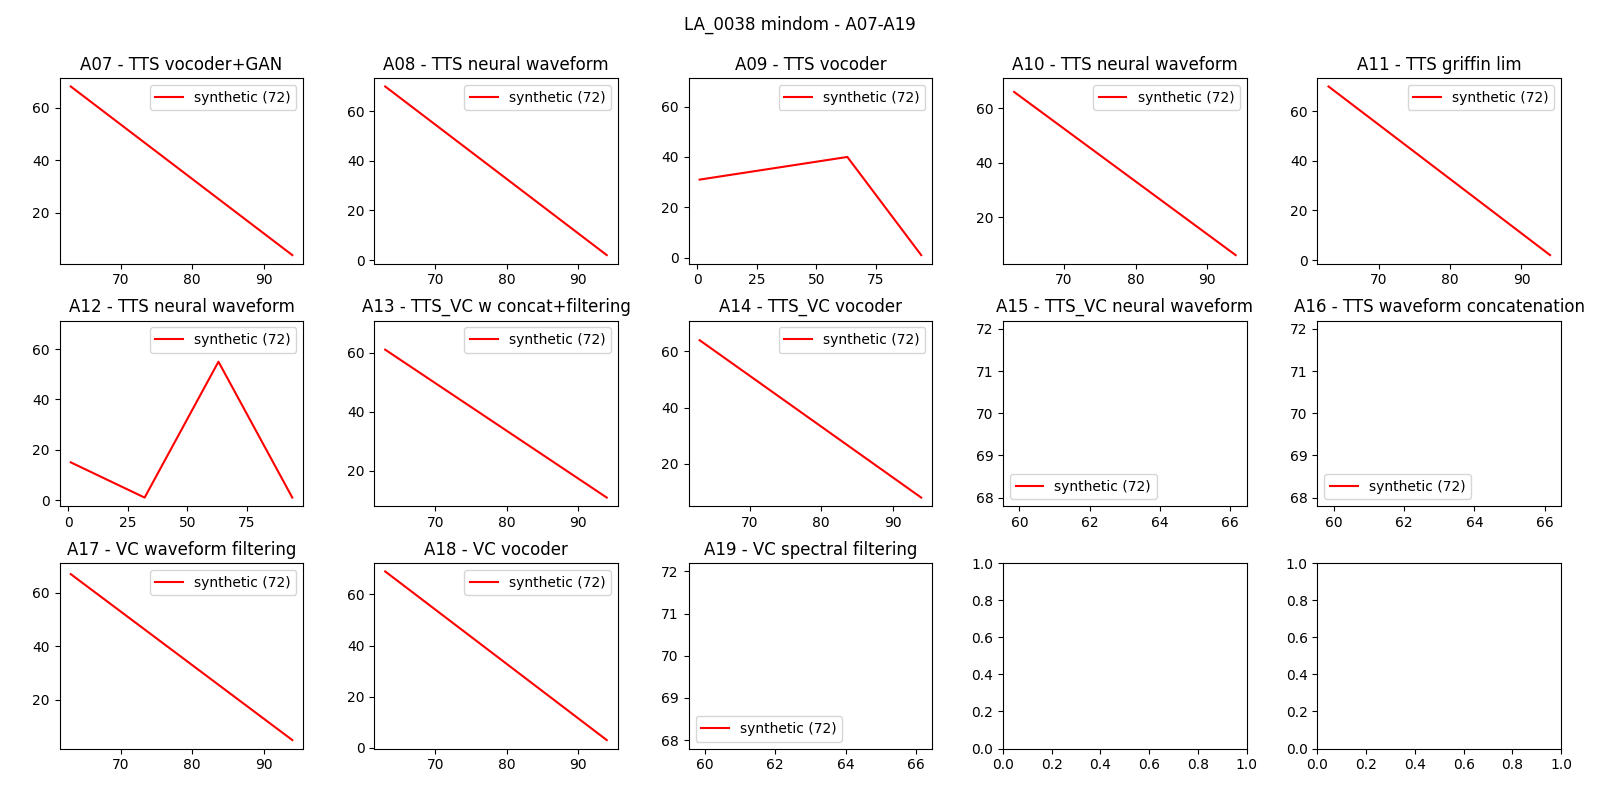 LA_0038 mindom - A07-A19
A07 - TTS vocoder+GAN
synthetic (72)
60
40
20
70 80 90
A08 - TTS neural waveform
synthetic (72)
60
40
20
0
70 80 90
A09 - TTS vocoder
synthetic (72)
60
40
20
0
0 25 50 75
A10 - TTS neural waveform
synthetic (72)
60
40
20
70 80 90
A11 - TTS griffin lim
synthetic (72)
60
40
20
0
70 80 90
A12 - TTS neural waveform
synthetic (72)
60
40
20
0
0 25 50 75
A13 - TTS_VC w concat+filtering
synthetic (72)
60
40
20
70 80 90
A14 - TTS_VC vocoder
synthetic (72)
60
40
20
70 80 90
A15 - TTS_VC neural waveform
72
71
70
69
68
synthetic (72)
60 62 64 66
A16 - TTS waveform concatenation
72
71
70
69
68
synthetic (72)
60 62 64 66
A17 - VC waveform filtering
synthetic (72)
60
40
20
70 80 90
A18 - VC vocoder
synthetic (72)
60
40
20
0
70 80 90
A19 - VC spectral filtering
72
71
70
69
68
synthetic (72)
60 62 64 66
1.0
0.8
0.6
0.4
0.2
0.0
0.0 0.2 0.4 0.6 0.8 1.0
1.0
0.8
0.6
0.4
0.2
0.0
0.0 0.2 0.4 0.6 0.8 1.0